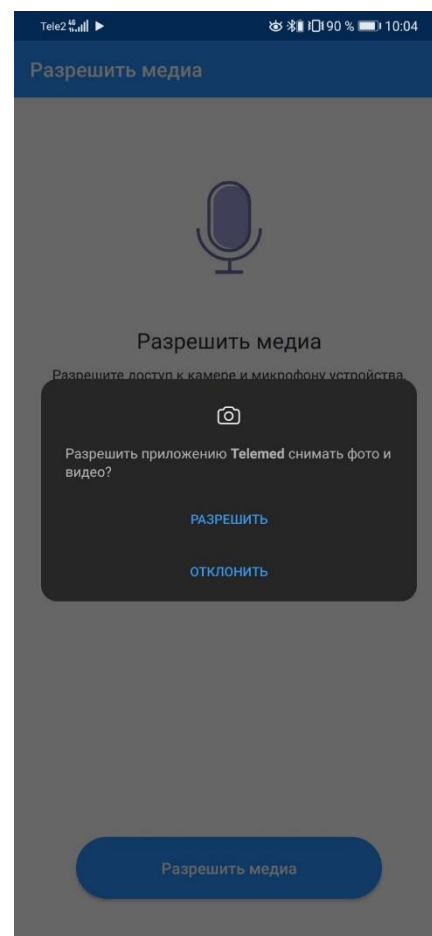 Tele2 90 % 10:04
Разрешить медиа
Разрешить медиа
Разрешите доступ к камере и микрофону устройства
Разрешить приложению Telemed снимать фото и
видео?
РАЗРЕШИТЬ
ОТКЛОНИТЬ
Разрешить медиа